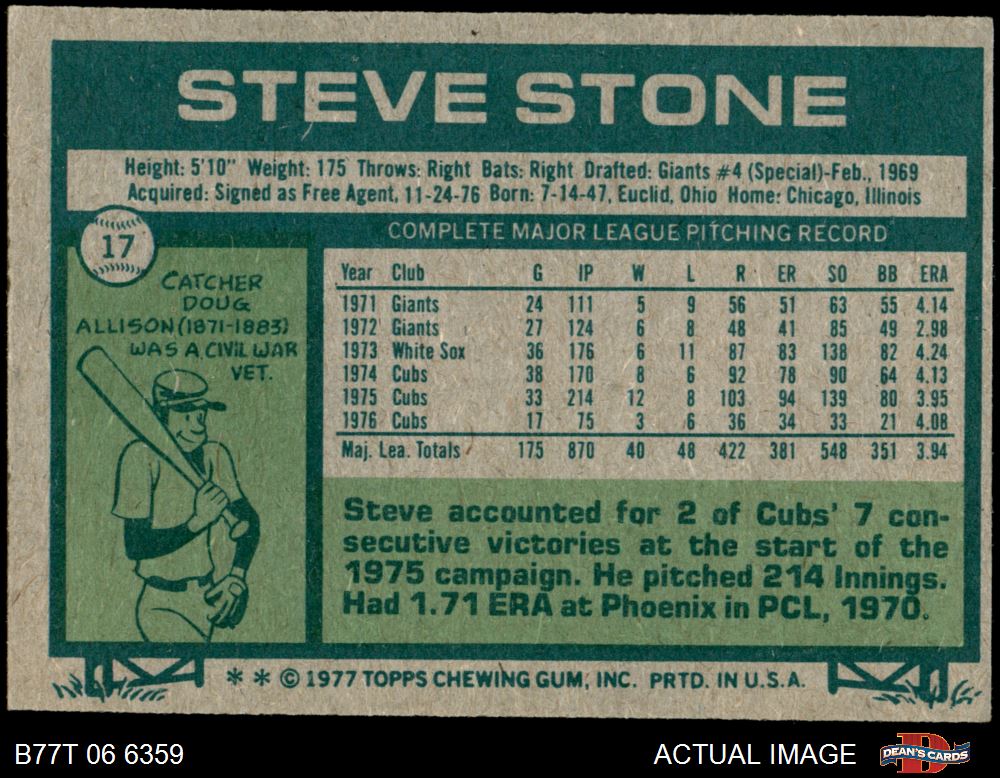 STEVE STONE
Height: 5'10" Weight: 175 Throws: Right Bats: Right Drafted: Giants #4 (Special)-Feb., 1969
Acquired: Signed as Free Agent, 11-24-76 Born: 7-14-47, Euclid, Ohio Home: Chicago, Illinois
17
CATCHER
DOUG
ALLISON (1871-1883)
WAS A CIVIL WAR
VET.
COMPLETE MAJOR LEAGUE PITCHING RECORD
Year Club G IP W L R ER SO BB ERA
1971 Giants 24 111 5 9 56 51 63 55 4.14
1972 Giants 27 124 6 8 48 41 85 49 2.98
1973 White Sox 36 176 6 11 87 83 138 82 4.24
1974 Cubs 38 170 8 6 92 78 90 64 4.13
1975 Cubs 33 214 12 8 103 94 139 80 3.95
1976 Cubs 17 75 3 6 36 34 33 21 4.08
Maj. Lea. Totals 175 870 40 48 422 381 548 351 3.94
Steve accounted for 2 of Cubs' 7 con-
secutive victories at the start of the
1975 campaign. He pitched 214 Innings.
Had 1.71 ERA at Phoenix in PCL, 1970.
* * © 1977 TOPPS CHEWING GUM, INC. PRTD. IN U.S.A.
B77T 06 6359
ACTUAL IMAGE
DEAN'S CARDS